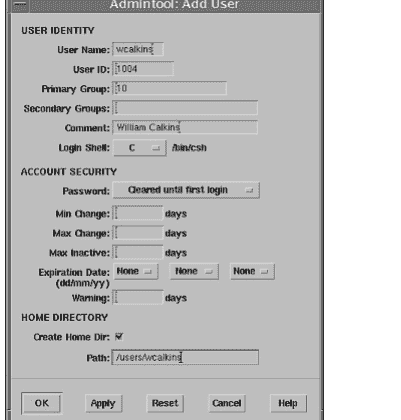 Admintool: Add User
USER IDENTITY
User Name: wcalkins
User ID: 1004
Primary Group: 10
Secondary Groups:
Comment: William Calkins
Login Shell: C /bin/csh
ACCOUNT SECURITY
Password: Cleared until first login
Min Change: days
Max Change: days
Max Inactive: days
Expiration Date: None None None
(dd/mm/yy)
Warning: days
HOME DIRECTORY
Create Home Dir:
Path: /users/wcalkins
OK Apply Reset Cancel Help